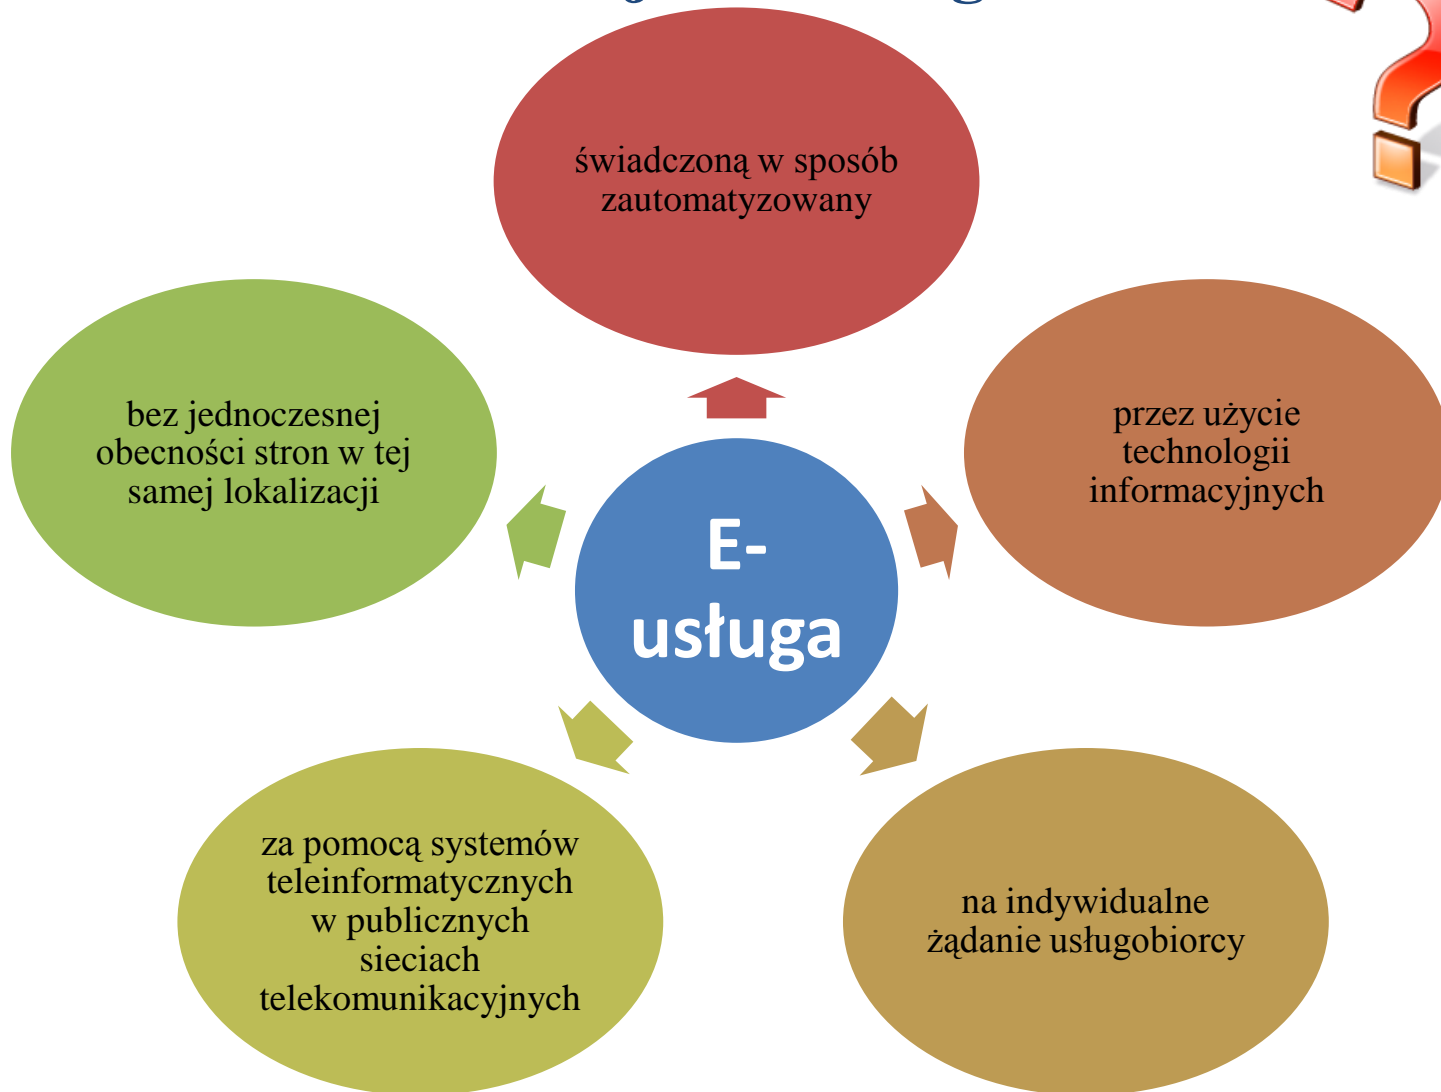 świadczoną w sposób
zautomatyzowany
przez użycie
technologii
informacyjnych
na indywidualne
żądanie usługobiorcy
za pomocą systemów
teleinformatycznych
w publicznych
sieciach
telekomunikacyjnych
bez jednoczesnej
obecności stron w tej
samej lokalizacji
E-
usługa